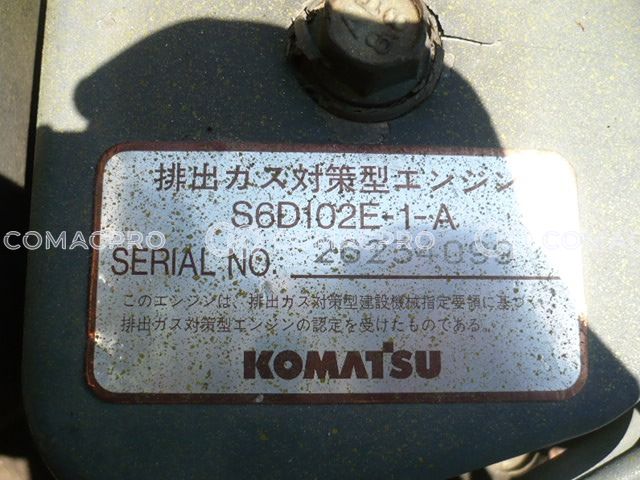 排出ガス対策型エンジン
S6D102E-1-A
COMACPRO
SERIAL NO. 26254099
このエンジンは、排出ガス対策型建設機械指定要領に基づく
排出ガス対策型エンジンの認定を受けたものである。
KOMATSU